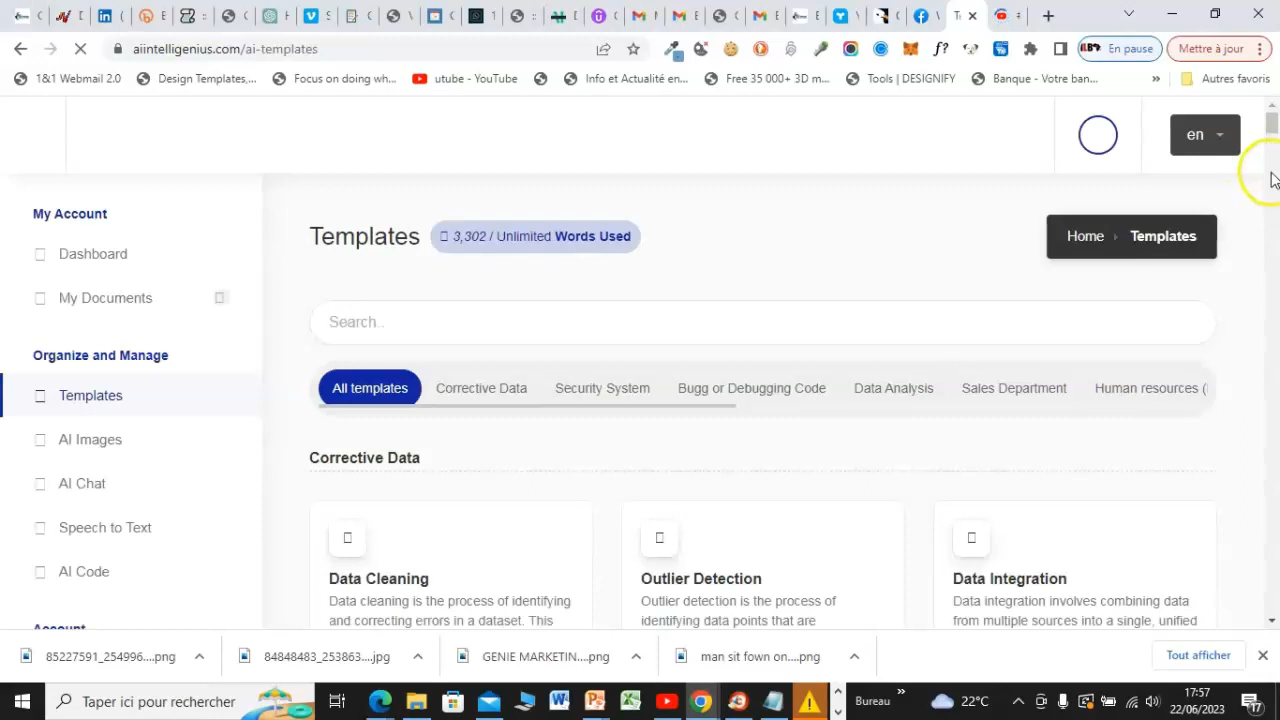 aiintelligenius.com/ai-templates
En pause
Mettre à jour
1&1 Webmail 2.0
Design Templates,...
Focus on doing wh...
utube - YouTube
Info et Actualité en...
Free 35 000+ 3D m...
Tools | DESIGNIFY
Banque - Votre ban...
»
Autres favoris
en
My Account
Dashboard
My Documents
Organize and Manage
Templates
AI Images
AI Chat
Speech to Text
AI Code
Account
Templates
3,302 / Unlimited Words Used
Home
Templates
Search..
All templates
Corrective Data
Security System
Bugg or Debugging Code
Data Analysis
Sales Department
Human resources (
Corrective Data
Data Cleaning
Data cleaning is the process of identifying
and correcting errors in a dataset. This
Outlier Detection
Outlier detection is the process of
identifying data points that are
Data Integration
Data integration involves combining data
from multiple sources into a single, unified
85227591_254996....png
84848483_253863....jpg
GENIE MARKETIN....png
man sit fown on....png
Tout afficher
Taper ici pour rechercher
Bureau
»
22°C
17:57
22/06/2023
17